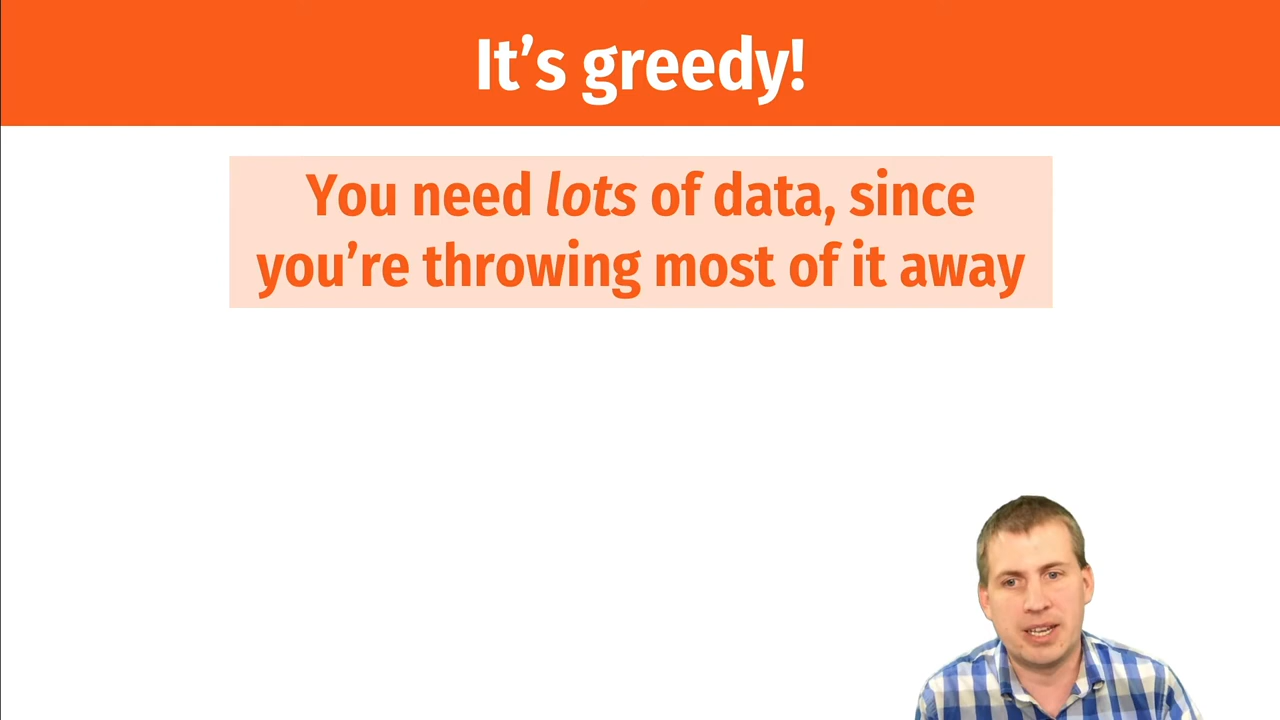 It’s greedy!
You need lots of data, since
you’re throwing most of it away